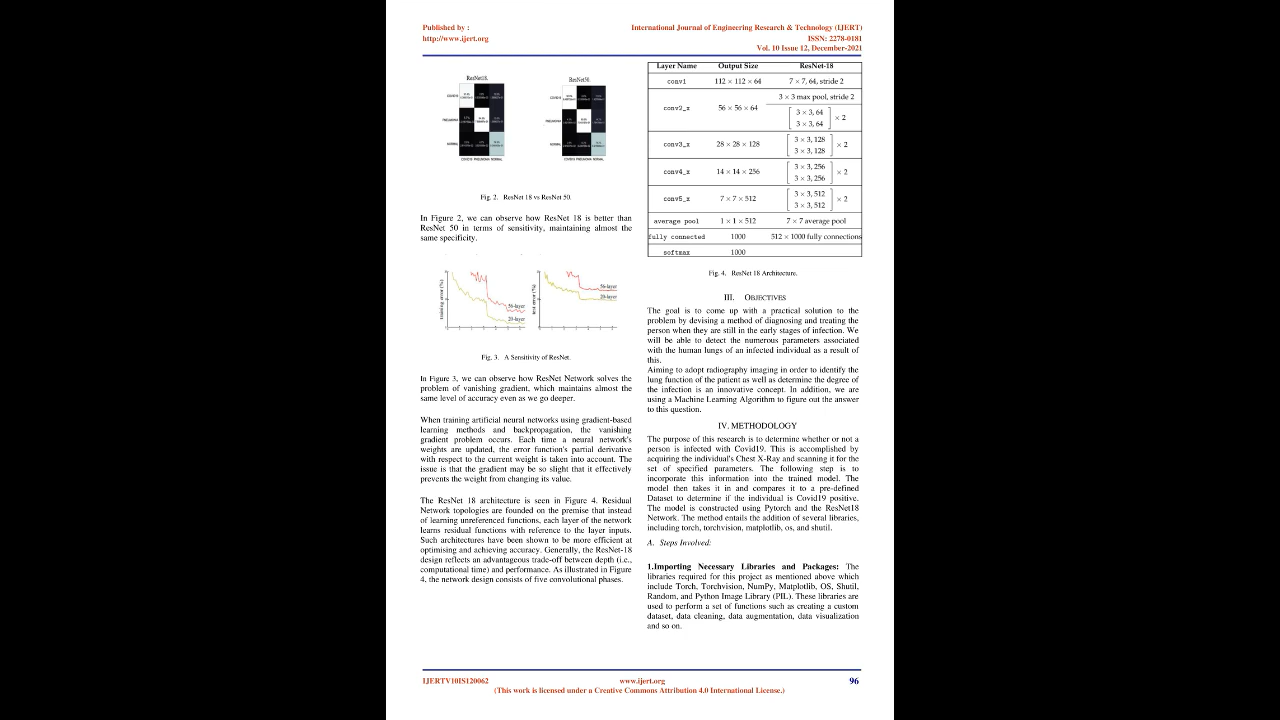 Published by :
http://www.ijert.org
International Journal of Engineering Research & Technology (IJERT)
ISSN: 2278-0181
Vol. 10 Issue 12, December-2021
ResNet18.
ResNet50.
COVID19
PNEUMONIA
NORMAL
COVID19 PNEUMONIA NORMAL
COVID19 PNEUMONIA NORMAL
Fig. 2. ResNet 18 vs ResNet 50.
In Figure 2, we can observe how ResNet 18 is better than
ResNet 50 in terms of sensitivity, maintaining almost the
same specificity.
training error (%)
56-layer
20-layer
test error (%)
56-layer
20-layer
Fig. 3. A Sensitivity of ResNet.
In Figure 3, we can observe how ResNet Network solves the
problem of vanishing gradient, which maintains almost the
same level of accuracy even as we go deeper.
When training artificial neural networks using gradient-based
learning methods and backpropagation, the vanishing
gradient problem occurs. Each time a neural network's
weights are updated, the error function's partial derivative
with respect to the current weight is taken into account. The
issue is that the gradient may be so slight that it effectively
prevents the weight from changing its value.
The ResNet 18 architecture is seen in Figure 4. Residual
Network topologies are founded on the premise that instead
of learning unreferenced functions, each layer of the network
learns residual functions with reference to the layer inputs.
Such architectures have been shown to be more efficient at
optimising and achieving accuracy. Generally, the ResNet-18
design reflects an advantageous trade-off between depth (i.e.,
computational time) and performance. As illustrated in Figure
4, the network design consists of five convolutional phases.
Layer Name Output Size ResNet-18
conv1 112 × 112 × 64 7 × 7, 64, stride 2
3 × 3 max pool, stride 2
conv2_x 56 × 56 × 64
[ 3 × 3, 64
3 × 3, 64 ] × 2
conv3_x 28 × 28 × 128 [ 3 × 3, 128
3 × 3, 128 ] × 2
conv4_x 14 × 14 × 256 [ 3 × 3, 256
3 × 3, 256 ] × 2
conv5_x 7 × 7 × 512 [ 3 × 3, 512
3 × 3, 512 ] × 2
average pool 1 × 1 × 512 7 × 7 average pool
fully connected 1000 512 × 1000 fully connections
softmax 1000
Fig. 4. ResNet 18 Architecture.
III. OBJECTIVES
The goal is to come up with a practical solution to the
problem by devising a method of diagnosing and treating the
person when they are still in the early stages of infection. We
will be able to detect the numerous parameters associated
with the human lungs of an infected individual as a result of
this.
Aiming to adopt radiography imaging in order to identify the
lung function of the patient as well as determine the degree of
the infection is an innovative concept. In addition, we are
using a Machine Learning Algorithm to figure out the answer
to this question.
IV. METHODOLOGY
The purpose of this research is to determine whether or not a
person is infected with Covid19. This is accomplished by
acquiring the individual's Chest X-Ray and scanning it for the
set of specified parameters. The following step is to
incorporate this information into the trained model. The
model then takes it in and compares it to a pre-defined
Dataset to determine if the individual is Covid19 positive.
The model is constructed using Pytorch and the ResNet18
Network. The method entails the addition of several libraries,
including torch, torchvision, matplotlib, os, and shutil.
A. Steps Involved:
1.Importing Necessary Libraries and Packages: The
libraries required for this project as mentioned above which
include Torch, Torchvision, NumPy, Matplotlib, OS, Shutil,
Random, and Python Image Library (PIL). These libraries are
used to perform a set of functions such as creating a custom
dataset, data cleaning, data augmentation, data visualization
and so on.
IJERTV10IS120062
www.ijert.org
96
(This work is licensed under a Creative Commons Attribution 4.0 International License.)